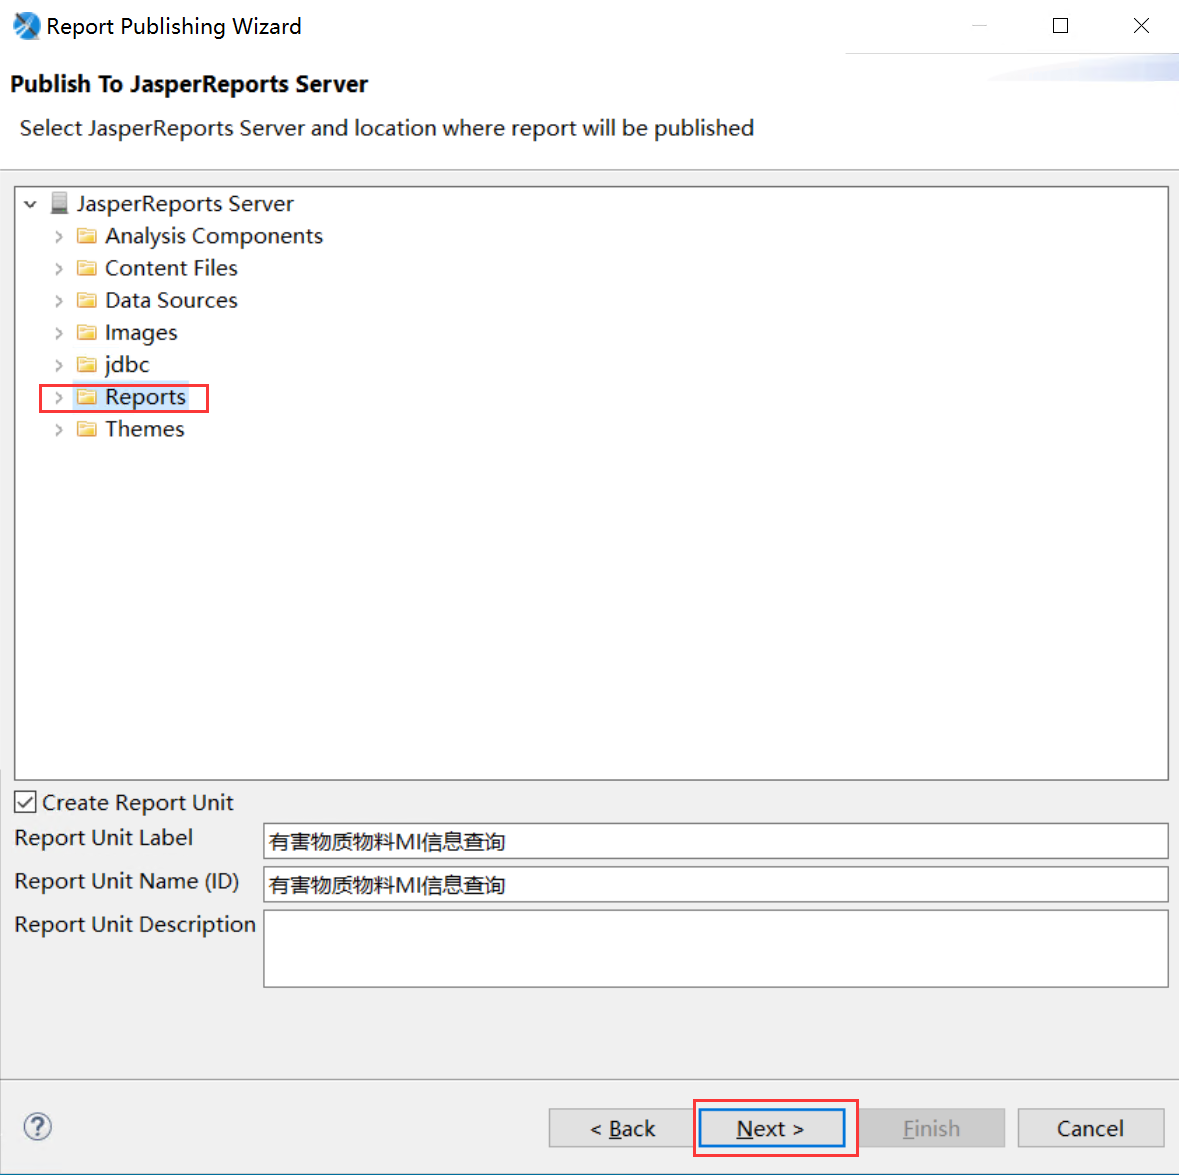 Report Publishing Wizard
Publish To JasperReports Server
Select JasperReports Server and location where report will be published
JasperReports Server
Analysis Components
Content Files
Data Sources
Images
jdbc
Reports
Themes
Create Report Unit
Report Unit Label
有害物质物料MI信息查询
Report Unit Name (ID)
有害物质物料MI信息查询
Report Unit Description
?
< Back
Next >
Finish
Cancel